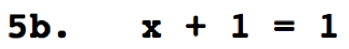 5b. x + 1 = 1